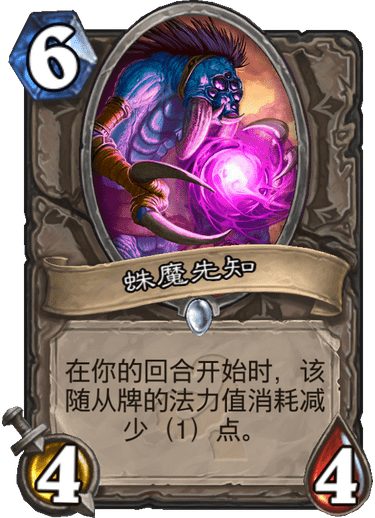 6
蛛魔先知
在你的回合开始时，该
随从牌的法力值消耗减
少（1）点。
4
4